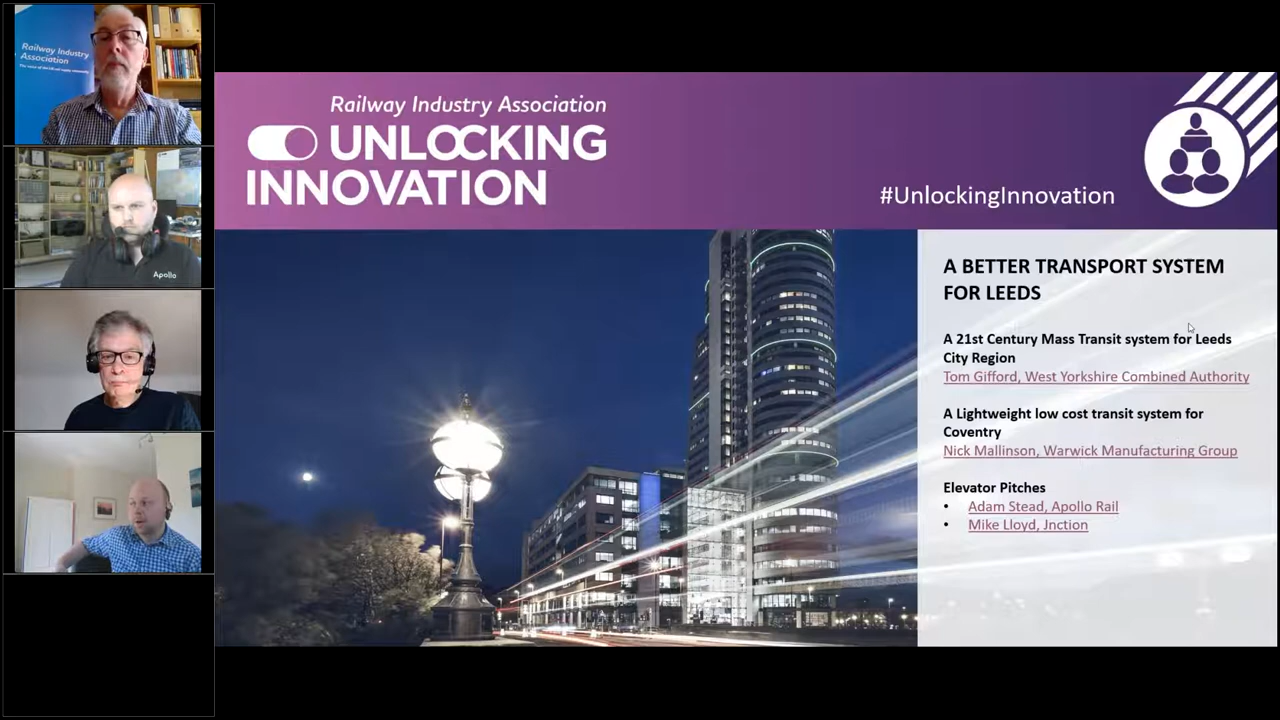 Railway Industry
Association
Apollo
Railway Industry Association
UNLOCKING
INNOVATION
#UnlockingInnovation
A BETTER TRANSPORT SYSTEM
FOR LEEDS
A 21st Century Mass Transit system for Leeds
City Region
Tom Gifford, West Yorkshire Combined Authority
A Lightweight low cost transit system for
Coventry
Nick Mallinson, Warwick Manufacturing Group
Elevator Pitches
• Adam Stead, Apollo Rail
• Mike Lloyd, Jnction